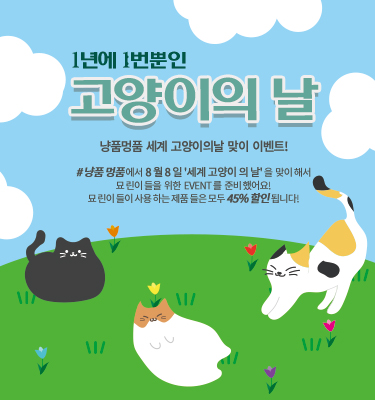 1년에 1번뿐인
고양이의 날
냥품멍품 세계 고양이의날 맞이 이벤트!
#냥품멍품에서 8월 8일 '세계 고양이의 날'을 맞이해서
묘린이들을 위한 EVENT를 준비했어요!
묘린이들이 사용하는 제품들은 모두 45% 할인됩니다!